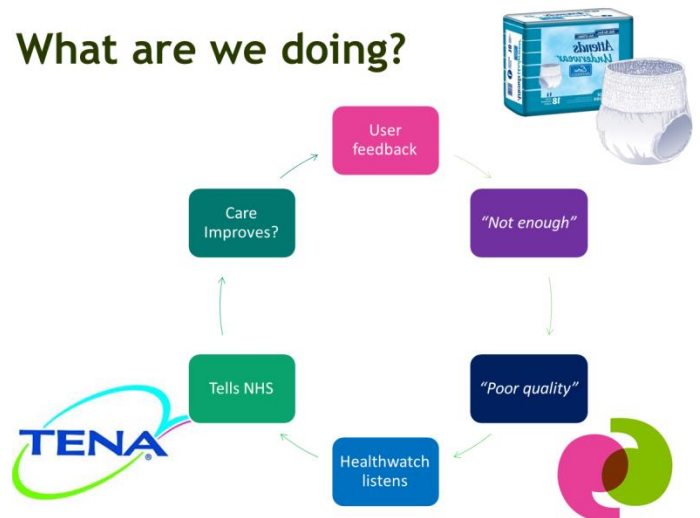 What are we doing?
Attends
Underwear
18
User
feedback
"Not enough"
"Poor quality"
Healthwatch
listens
Tells NHS
Care
Improves?
TENA